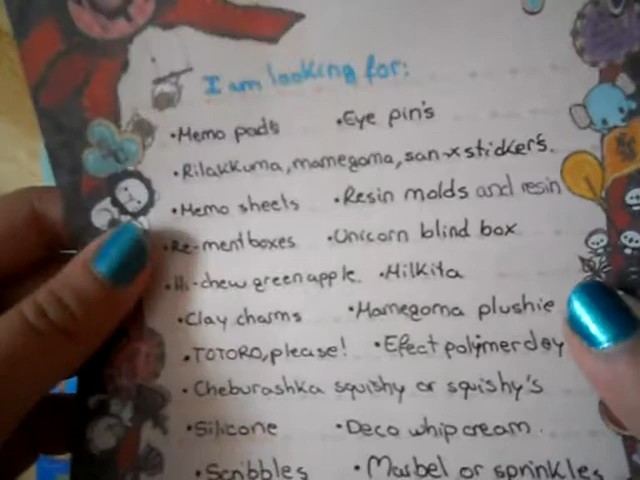 I am looking for:
•Memo pads •Eye pin's
•Rilakkuma, mamegoma, san-x sticker's.
•Memo sheets •Resin molds and resin
•Re-ment boxes •Unicorn blind box
•Hi-chew green apple. •Milkita
•Clay charms •Mamegoma plushie
•TOTORO, please! •Efect polymer clay
•Cheburashka squishy or squishy's
•Silicone •Deco whip cream.
•Scribbles •Marbel or sprinkles